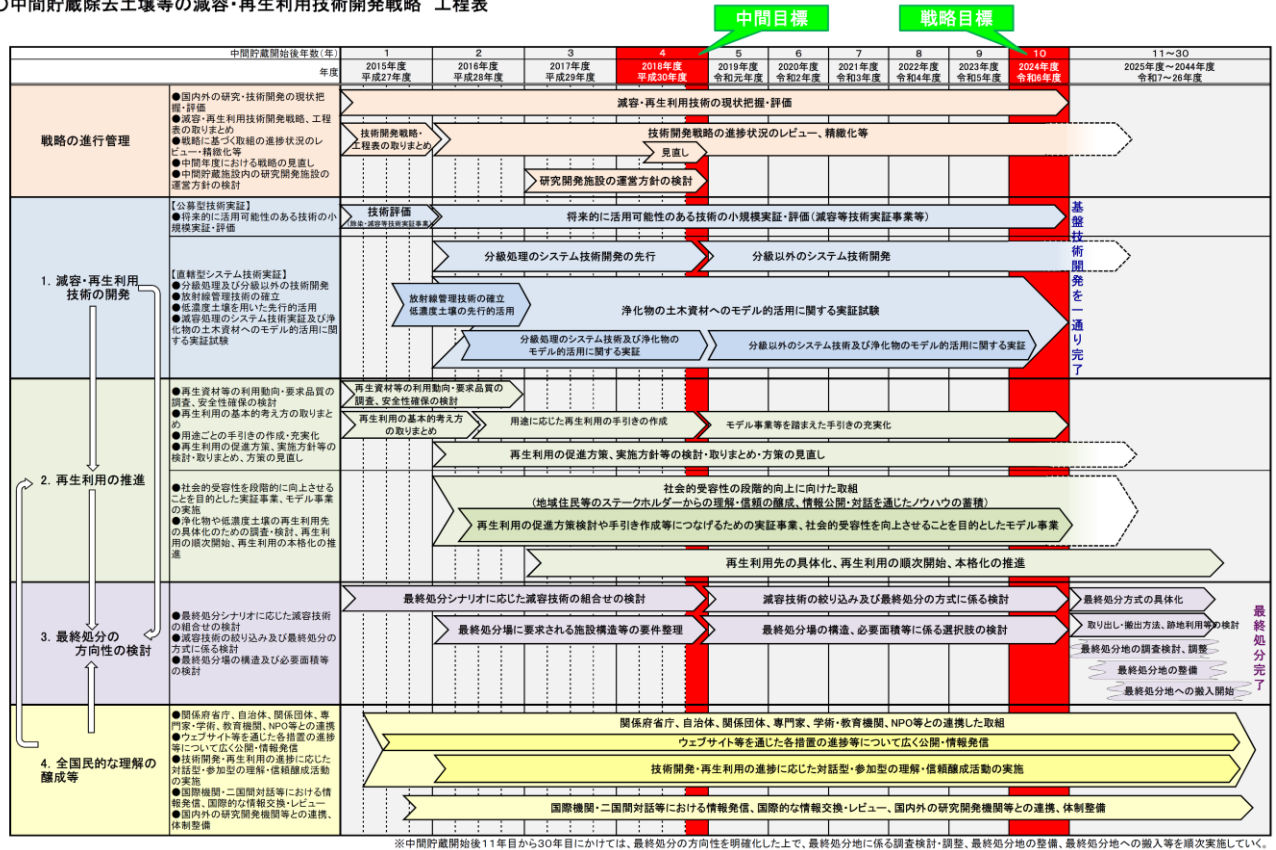 〇中間貯蔵除去土壌等の減容・再生利用技術開発戦略 工程表
中間目標
戦略目標
中間貯蔵開始後年数(年)
1
2
3
4
5
6
7
8
9
10
11～30
年度
2015年度
平成27年度
2016年度
平成28年度
2017年度
平成29年度
2018年度
平成30年度
2019年度
令和元年度
2020年度
令和2年度
2021年度
令和3年度
2022年度
令和4年度
2023年度
令和5年度
2024年度
令和6年度
2025年度～2044年度
令和7～26年度
戦略の進行管理
●国内外の研究・技術開発の現状把
握・評価
●減容・再生利用技術開発戦略、工程
表の取りまとめ
●戦略に基づく取組の進捗状況のレ
ビュー・精緻化等
●中間年度における戦略の見直し
●中間貯蔵施設内の研究開発施設の
運営方針の検討
減容・再生利用技術の現状把握・評価
技術開発戦略・
工程表の取りまとめ
技術開発戦略の進捗状況のレビュー、精緻化等
見直し
研究開発施設の運営方針の検討
1. 減容・再生利用
技術の開発
【公募型技術実証】
●将来的に活用可能性のある技術の小
規模実証・評価
技術評価
(除染・減容等技術実証事業)
将来的に活用可能性のある技術の小規模実証・評価(減容等技術実証事業等)
【直轄型システム技術実証】
●分級処理及び分級以外の技術開発
●放射線管理技術の確立
●低濃度土壌を用いた先行的活用
●減容処理のシステム技術実証及び浄
化物の土木資材へのモデル的活用に関
する実証試験
分級処理のシステム技術開発の先行
分級以外のシステム技術開発
放射線管理技術の確立
低濃度土壌の先行的活用
浄化物の土木資材へのモデル的活用に関する実証試験
分級処理のシステム技術及び浄化物の
モデル的活用に関する実証
分級以外のシステム技術及び浄化物のモデル的活用に関する実証
基盤技術開発を一通り完了
2. 再生利用の推進
●再生資材等の利用動向・要求品質の
調査、安全性確保の検討
●再生利用の基本的考え方の取りまと
め
●用途ごとの手引きの作成・充実化
●再生利用の促進方策、実施方針等の
検討・取りまとめ、方策の見直し
再生資材等の利用動向・要求品質の
調査、安全性確保の検討
再生利用の基本的考え方
の取りまとめ
用途に応じた再生利用の手引きの作成
モデル事業等を踏まえた手引きの充実化
再生利用の促進方策、実施方針等の検討・取りまとめ・方策の見直し
●社会的受容性を段階的に向上させる
ことを目的とした実証事業、モデル事業
の実施
●浄化物や低濃度土壌の再生利用先
の具体化のための調査・検討、再生利
用の順次開始、再生利用の本格化の推
進
社会的受容性の段階的向上に向けた取組
(地域住民等のステークホルダーからの理解・信頼の醸成、情報公開・対話を通じたノウハウの蓄積)
再生利用の促進方策検討や手引き作成等につなげるための実証事業、社会的受容性を向上させることを目的としたモデル事業
再生利用先の具体化、再生利用の順次開始、本格化の推進
3. 最終処分の
方向性の検討
●最終処分シナリオに応じた減容技術
の組合せの検討
●減容技術の絞り込み及び最終処分の
方式に係る検討
●最終処分場の構造及び必要面積等
の検討
最終処分シナリオに応じた減容技術の組合せの検討
減容技術の絞り込み及び最終処分の方式に係る検討
最終処分方式の具体化
最終処分場に要求される施設構造等の要件整理
最終処分場の構造、必要面積等に係る選択肢の検討
取り出し・搬出方法、跡地利用等の検討
最終処分地の調査検討、調整
最終処分地の整備
最終処分地への搬入開始
最終処分完了
4. 全国民的な理解の
醸成等
●関係府省庁、自治体、関係団体、専
門家・学術、教育機関、NPO等との連携
●ウェブサイト等を通じた各措置の進捗
等について広く公開・情報発信
●技術開発・再生利用の進捗に応じた
対話型・参加型の理解・信頼醸成活動
の実施
●国際機関・二国間対話等における情
報発信、国際的な情報交換・レビュー
●国内外の研究開発機関等との連携、
体制整備
関係府省庁、自治体、関係団体、専門家、学術・教育機関、NPO等との連携した取組
ウェブサイト等を通じた各措置の進捗等について広く公開・情報発信
技術開発・再生利用の進捗に応じた対話型・参加型の理解・信頼醸成活動の実施
国際機関・二国間対話等における情報発信、国際的な情報交換・レビュー、国内外の研究開発機関等との連携、体制整備
※中間貯蔵開始後11年目から30年目にかけては、最終処分の方向性を明確化した上で、最終処分地に係る調査検討・調整、最終処分地の整備、最終処分地への搬入等を順次実施していく。